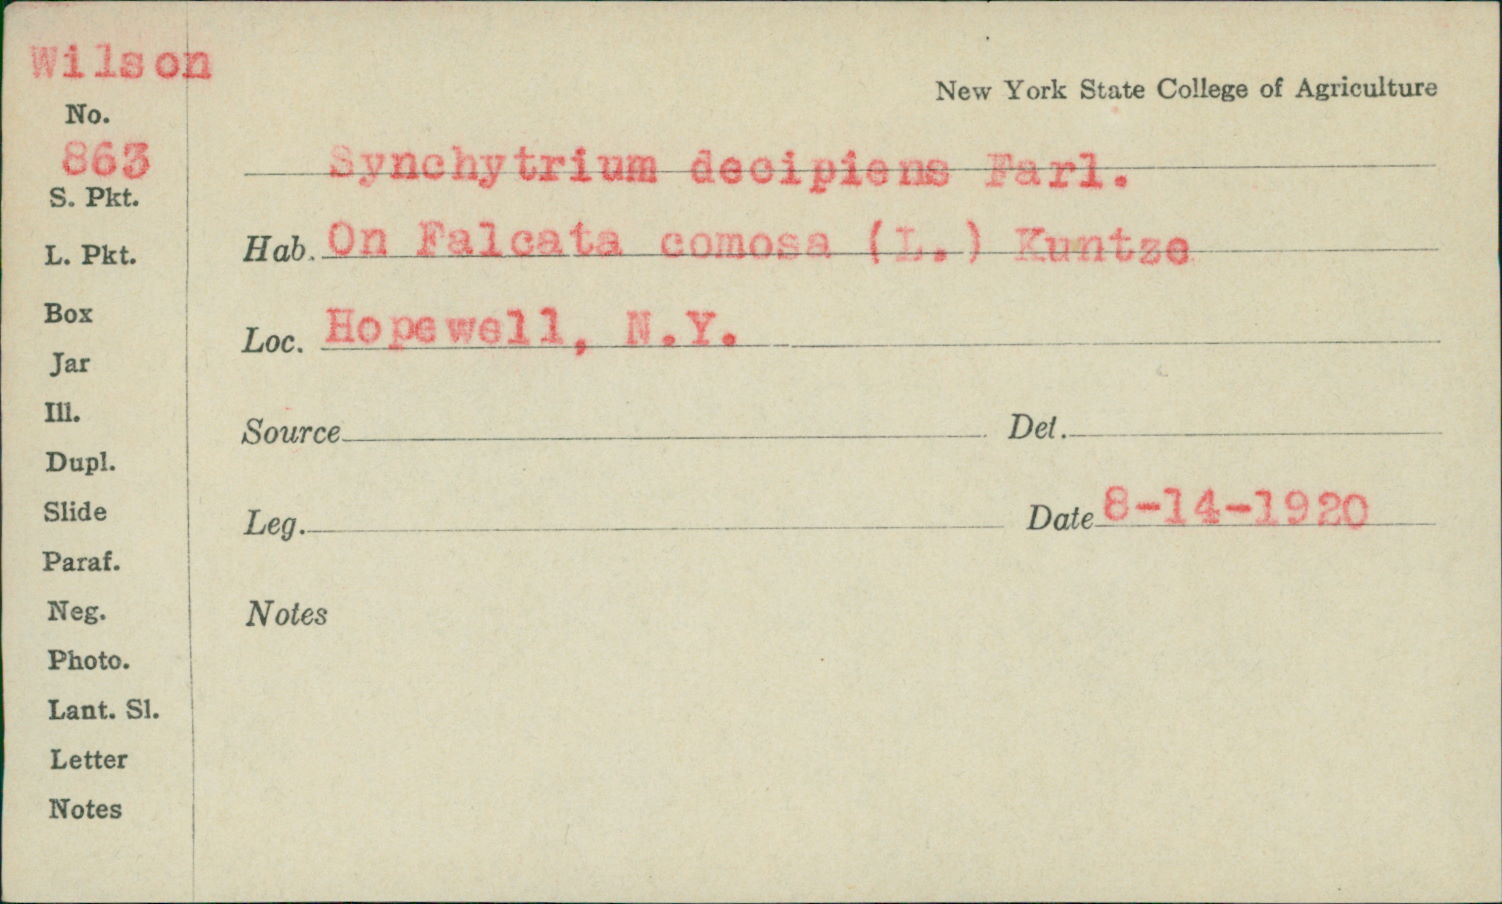 Wilson
New York State College of Agriculture
No.
863
Synchytrium decipiens Farl.
S. Pkt.
Hab. On Falcata comosa (L.) Kuntze
L. Pkt.
Box
Loc. Hopewell, N.Y.
Jar
Ill.
Source Det.
Dupl.
Slide
Leg. Date 8-14-1920
Paraf.
Neg.
Notes
Photo.
Lant. Sl.
Letter
Notes